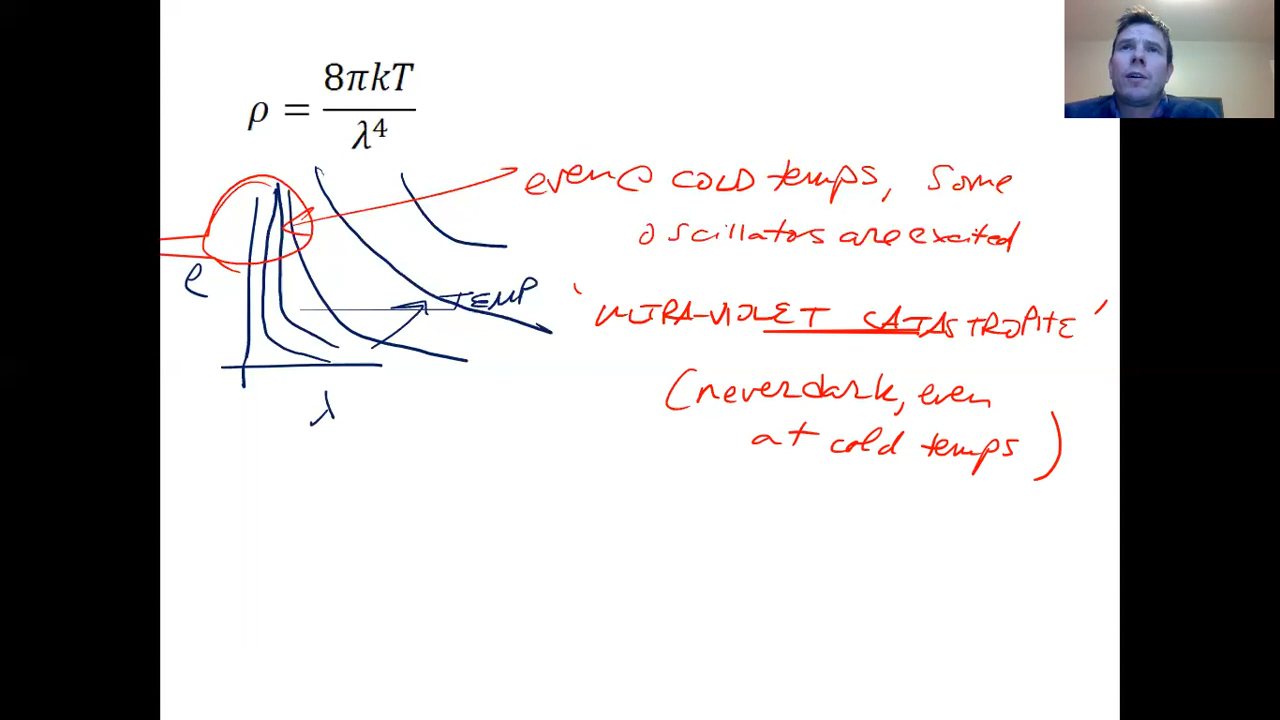 ρ = 8πkT / λ⁴
even @ COLD temps, Some
oscillators are excited
'ULTRA-VIOLET CATASTROPHE'
(never dark, even
at cold temps)
TEMP
ρ
λ